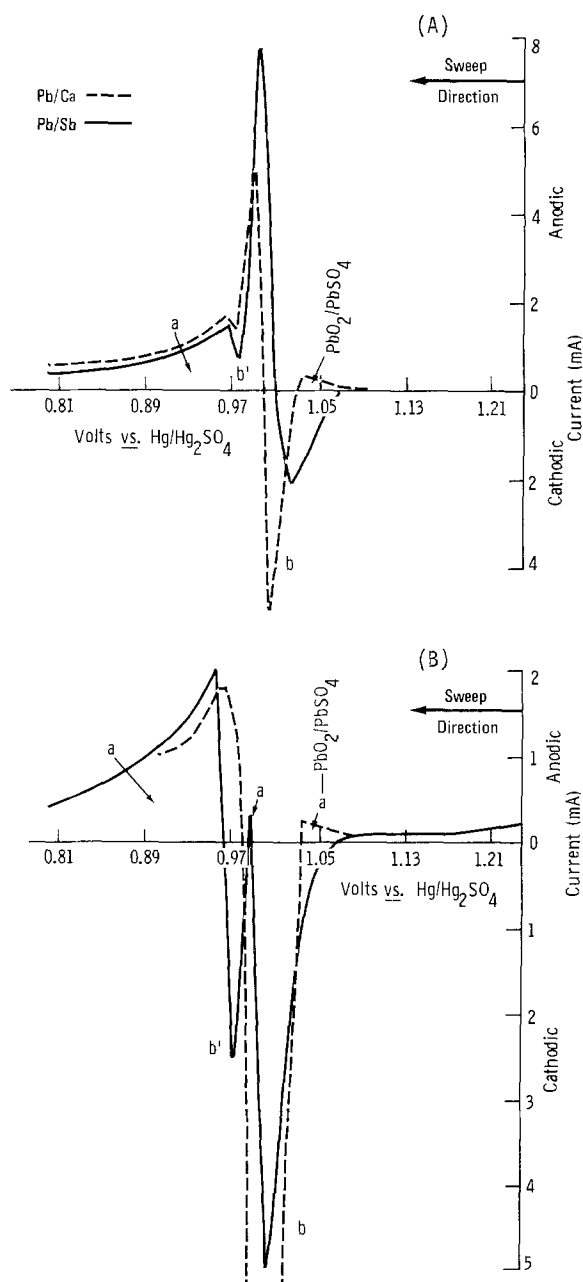 (A)
Pb/Ca
Pb/Sb
Sweep
Direction
8
6
4
2
0
2
4
Anodic
Current (mA)
Cathodic
PbO2/PbSO4
a
b'
b
0.81 0.89 0.97 1.05 1.13 1.21
Volts vs. Hg/Hg2SO4
(B)
Sweep
Direction
2
1
0
1
2
3
4
5
Anodic
Current (mA)
Cathodic
PbO2/PbSO4
a
a
a
b'
b
0.81 0.89 0.97 1.05 1.13 1.21
Volts vs. Hg/Hg2SO4